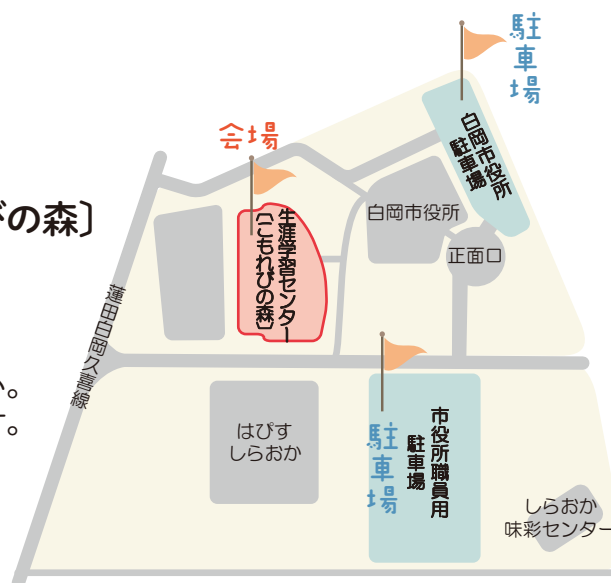 駐車場
会場
白岡市役所
駐車場
びの森〕
白岡市役所
正面口
生涯学習センター
〔こもれびの森〕
蓮田白岡久喜線
い。
す。
はぴす
しらおか
駐車場
市役所職員用
駐車場
しらおか
味彩センター